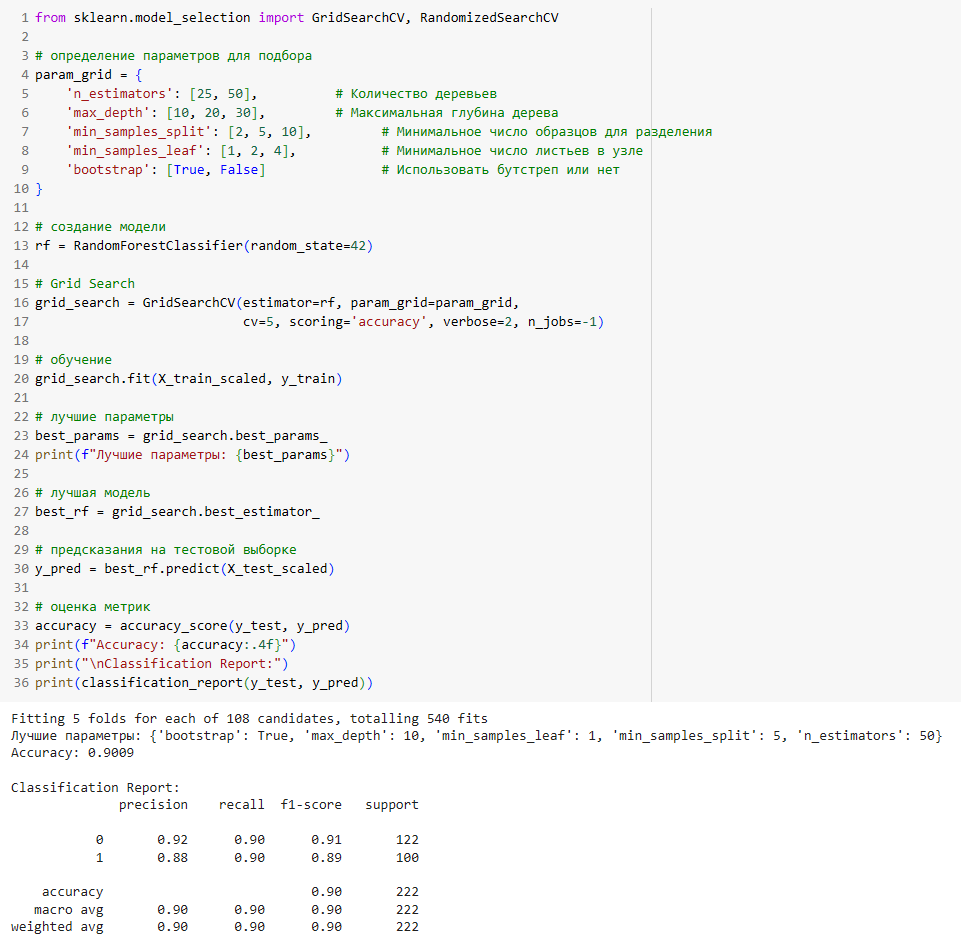 1 from sklearn.model_selection import GridSearchCV, RandomizedSearchCV
2
3 # определение параметров для подбора
4 param_grid = {
5     'n_estimators': [25, 50],          # Количество деревьев
6     'max_depth': [10, 20, 30],         # Максимальная глубина дерева
7     'min_samples_split': [2, 5, 10],         # Минимальное число образцов для разделения
8     'min_samples_leaf': [1, 2, 4],           # Минимальное число листьев в узле
9     'bootstrap': [True, False]               # Использовать бутстреп или нет
10 }
11
12 # создание модели
13 rf = RandomForestClassifier(random_state=42)
14
15 # Grid Search
16 grid_search = GridSearchCV(estimator=rf, param_grid=param_grid,
17                            cv=5, scoring='accuracy', verbose=2, n_jobs=-1)
18
19 # обучение
20 grid_search.fit(X_train_scaled, y_train)
21
22 # лучшие параметры
23 best_params = grid_search.best_params_
24 print(f"Лучшие параметры: {best_params}")
25
26 # лучшая модель
27 best_rf = grid_search.best_estimator_
28
29 # предсказания на тестовой выборке
30 y_pred = best_rf.predict(X_test_scaled)
31
32 # оценка метрик
33 accuracy = accuracy_score(y_test, y_pred)
34 print(f"Accuracy: {accuracy:.4f}")
35 print("\nClassification Report:")
36 print(classification_report(y_test, y_pred))
Fitting 5 folds for each of 108 candidates, totalling 540 fits
Лучшие параметры: {'bootstrap': True, 'max_depth': 10, 'min_samples_leaf': 1, 'min_samples_split': 5, 'n_estimators': 50}
Accuracy: 0.9009

Classification Report:
              precision    recall  f1-score   support

           0       0.92      0.90      0.91       122
           1       0.88      0.90      0.89       100

    accuracy                           0.90       222
   macro avg       0.90      0.90      0.90       222
weighted avg       0.90      0.90      0.90       222